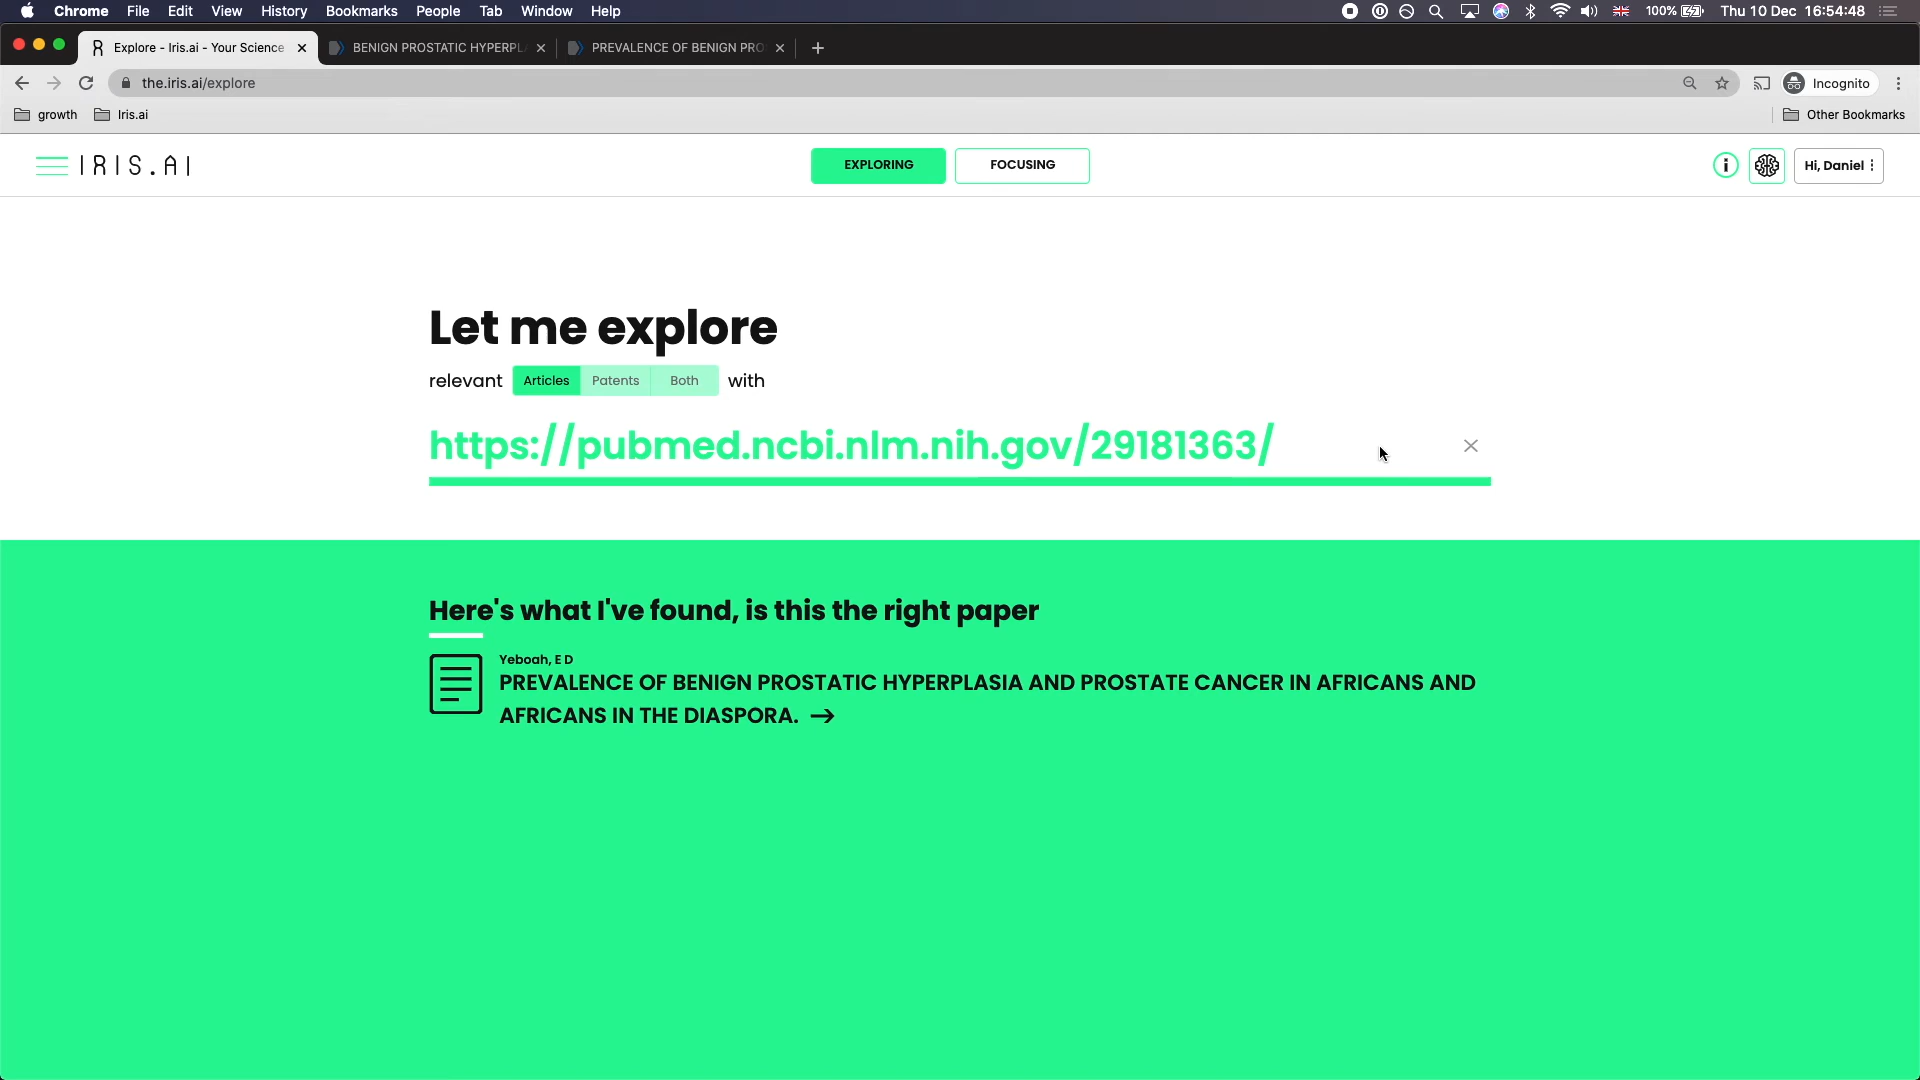 Chrome File Edit View History Bookmarks People Tab Window Help 100% Thu 10 Dec 16:54:48
Explore - Iris.ai - Your Science BENIGN PROSTATIC HYPERPL PREVALENCE OF BENIGN PRO
the.iris.ai/explore Incognito
growth Iris.ai Other Bookmarks
IRIS.AI EXPLORING FOCUSING i Hi, Daniel
Let me explore
relevant Articles Patents Both with
https://pubmed.ncbi.nlm.nih.gov/29181363/
Here's what I've found, is this the right paper
Yeboah, E D
PREVALENCE OF BENIGN PROSTATIC HYPERPLASIA AND PROSTATE CANCER IN AFRICANS AND
AFRICANS IN THE DIASPORA. →